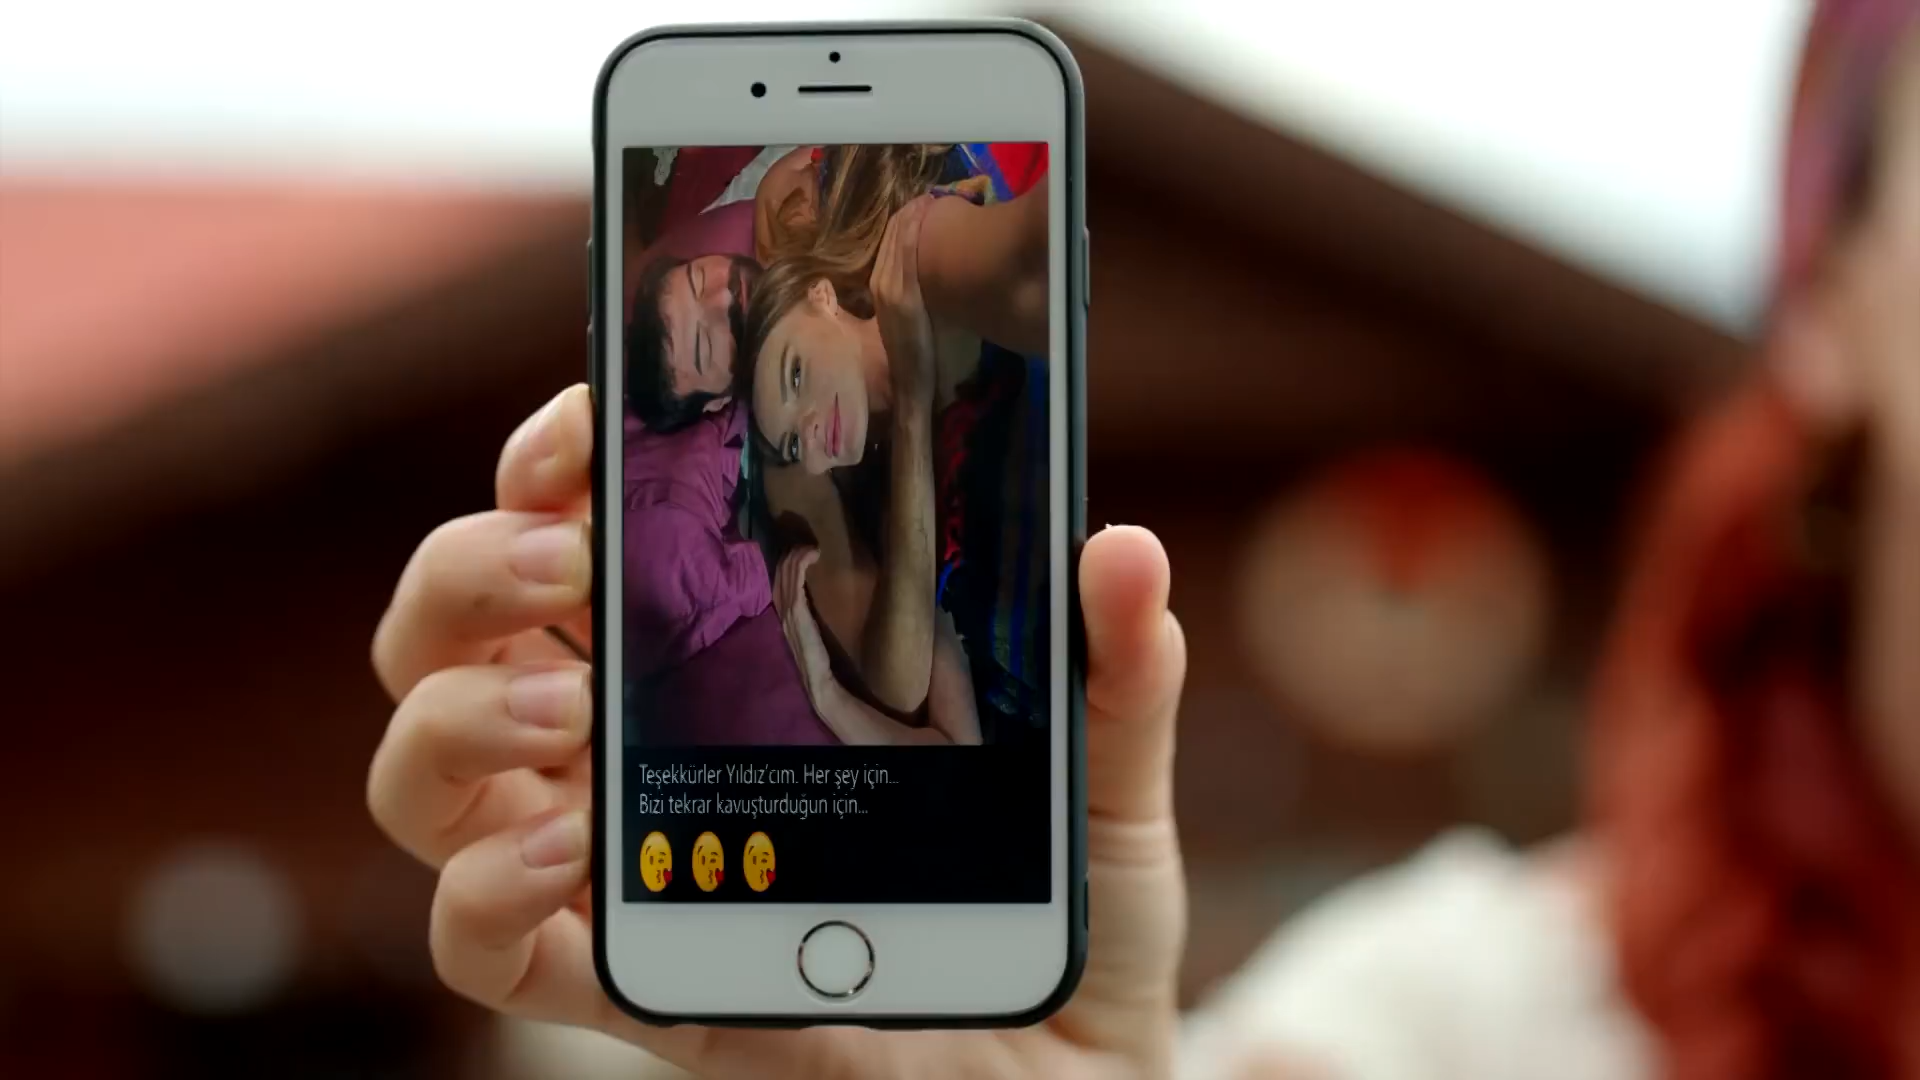 Teşekkürler Yıldız'cım. Her şey için...
Bizi tekrar kavuşturduğun için...